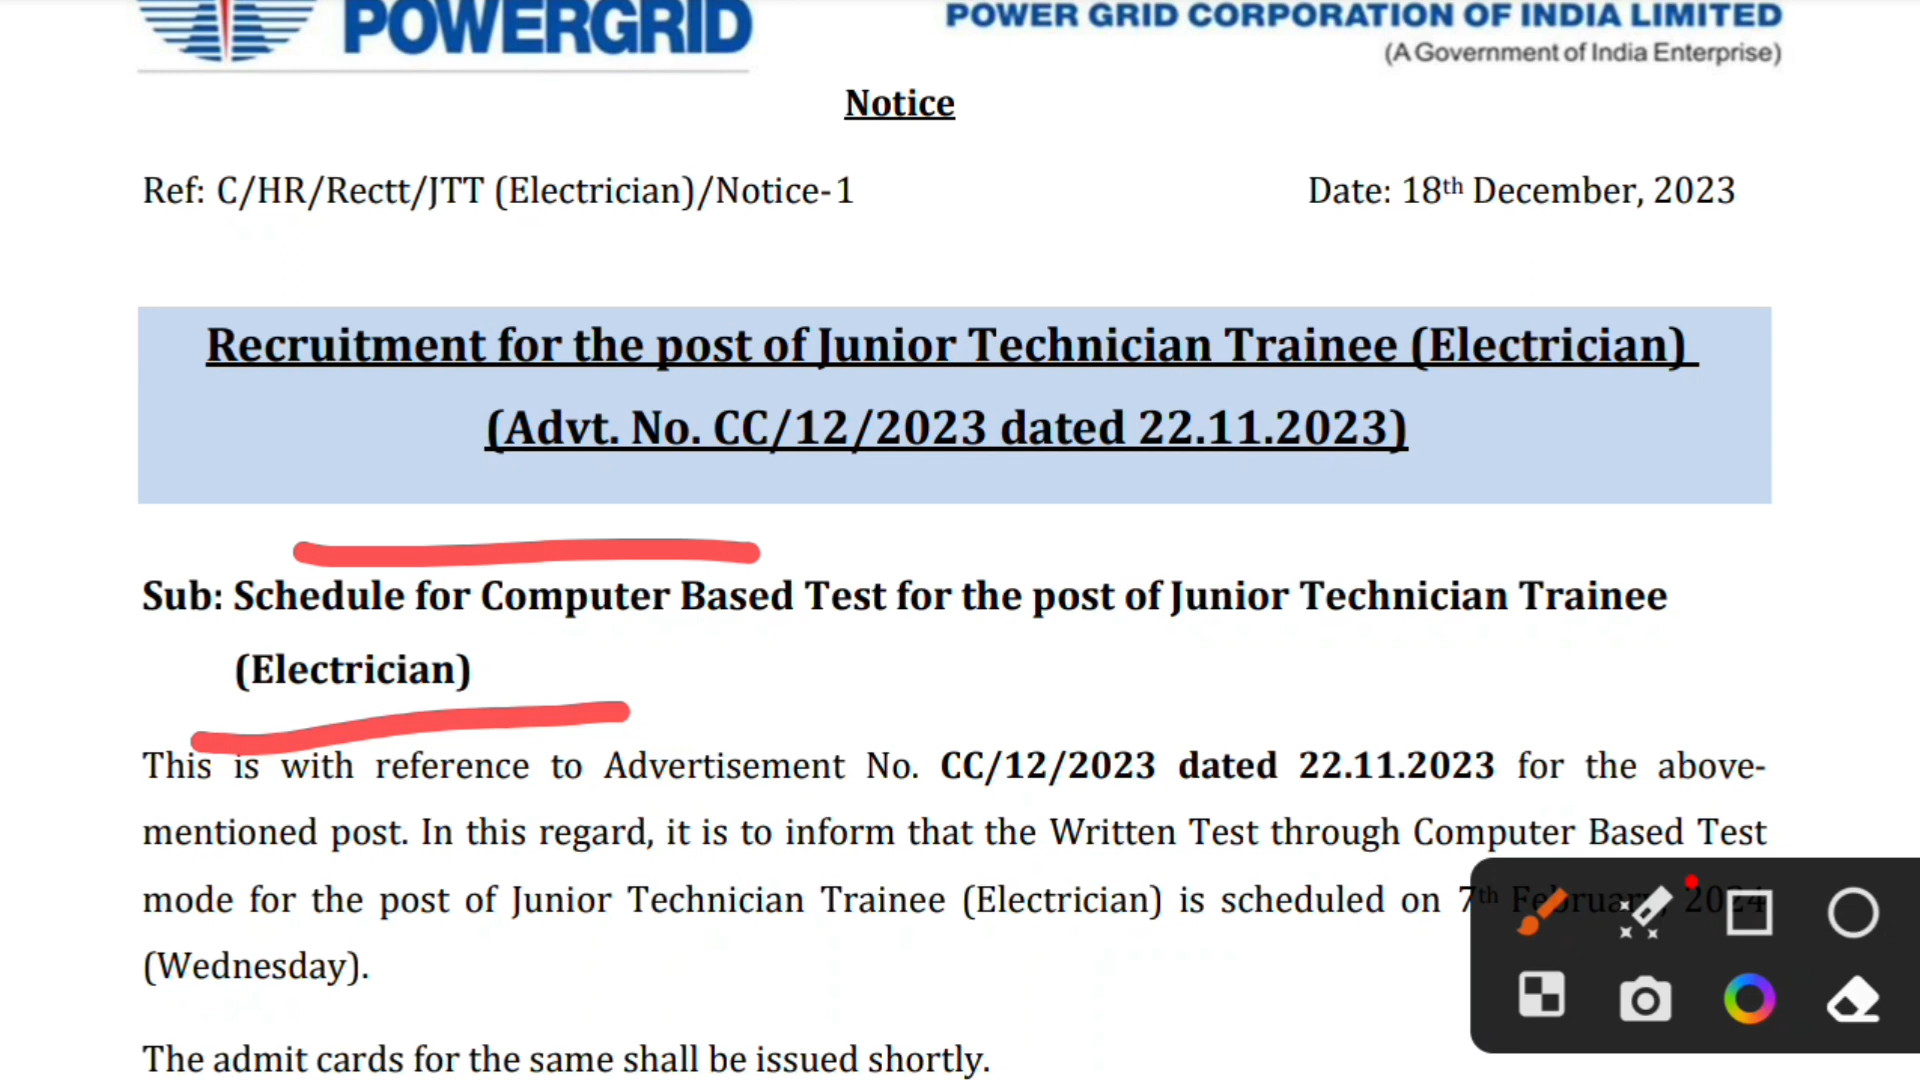 POWERGRID
POWER GRID CORPORATION OF INDIA LIMITED
(A Government of India Enterprise)
Notice
Ref: C/HR/Rectt/JTT (Electrician)/Notice-1
Date: 18th December, 2023
Recruitment for the post of Junior Technician Trainee (Electrician)
(Advt. No. CC/12/2023 dated 22.11.2023)
Sub: Schedule for Computer Based Test for the post of Junior Technician Trainee
(Electrician)
This is with reference to Advertisement No. CC/12/2023 dated 22.11.2023 for the above-
mentioned post. In this regard, it is to inform that the Written Test through Computer Based Test
mode for the post of Junior Technician Trainee (Electrician) is scheduled on 7th February, 2024
(Wednesday).
The admit cards for the same shall be issued shortly.